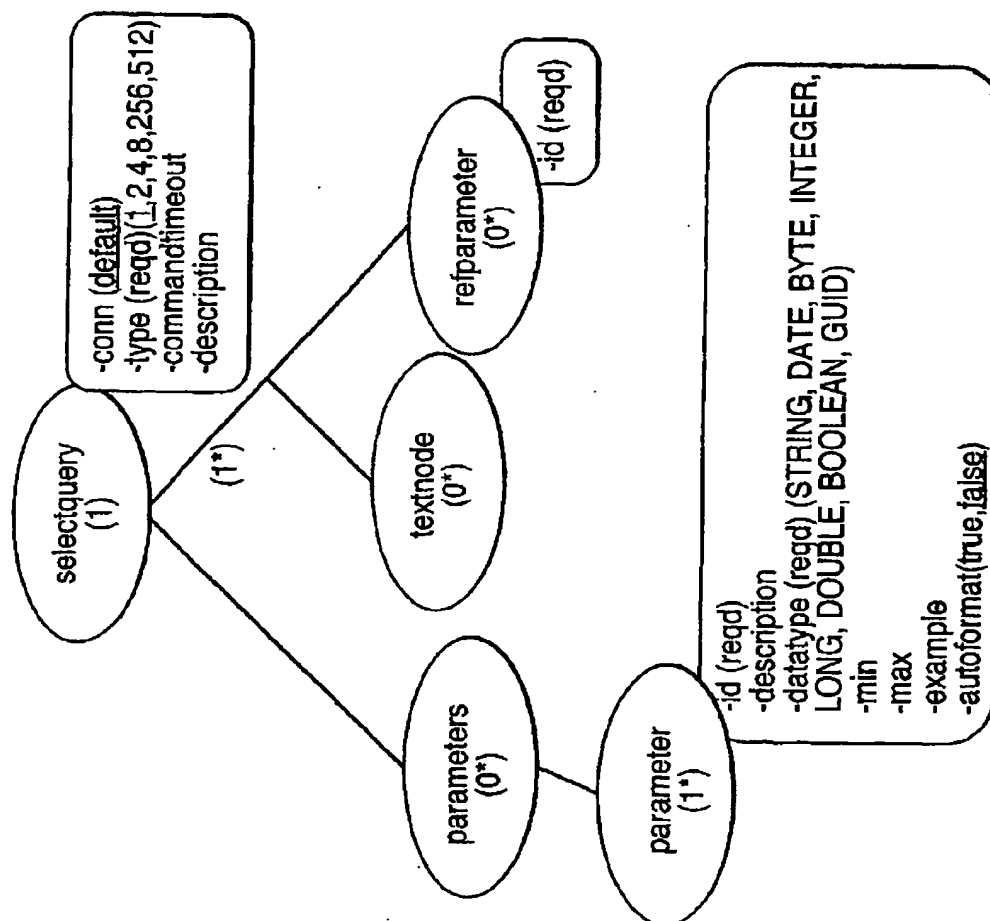 selectquery
(1)
-conn (default)
-type (reqd)(1,2,4,8,256,512)
-commandtimeout
-description
(1*)
parameters
(0*)
textnode
(0*)
refparameter
(0*)
-id (reqd)
parameter
(1*)
-id (reqd)
-description
-datatype (reqd) (STRING, DATE, BYTE, INTEGER,
LONG, DOUBLE, BOOLEAN, GUID)
-min
-max
-example
-autoformat(true,false)